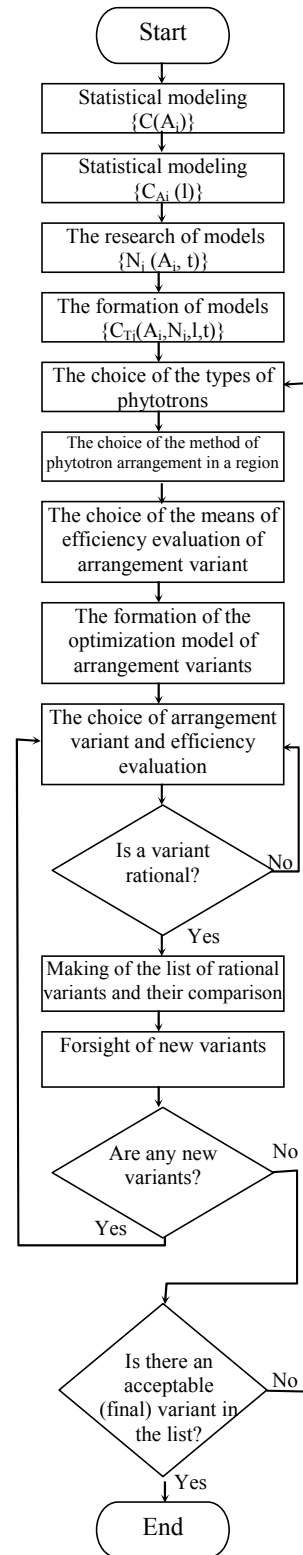 Start
Statistical modeling
{C(Aᵢ)}
Statistical modeling
{C_Ai (l)}
The research of models
{Nⱼ (Aᵢ, t)}
The formation of models
{C_Tj(Aᵢ,Nⱼ,l,t)}
The choice of the types of
phytotrons
The choice of the method of
phytotron arrangement in a region
The choice of the means of
efficiency evaluation of
arrangement variant
The formation of the
optimization model of
arrangement variants
The choice of arrangement
variant and efficiency
evaluation
Is a variant
rational?
No
Yes
Making of the list of rational
variants and their comparison
Forsight of new variants
Are any new
variants?
No
Yes
Is there an
acceptable
(final) variant in
the list?
No
Yes
End